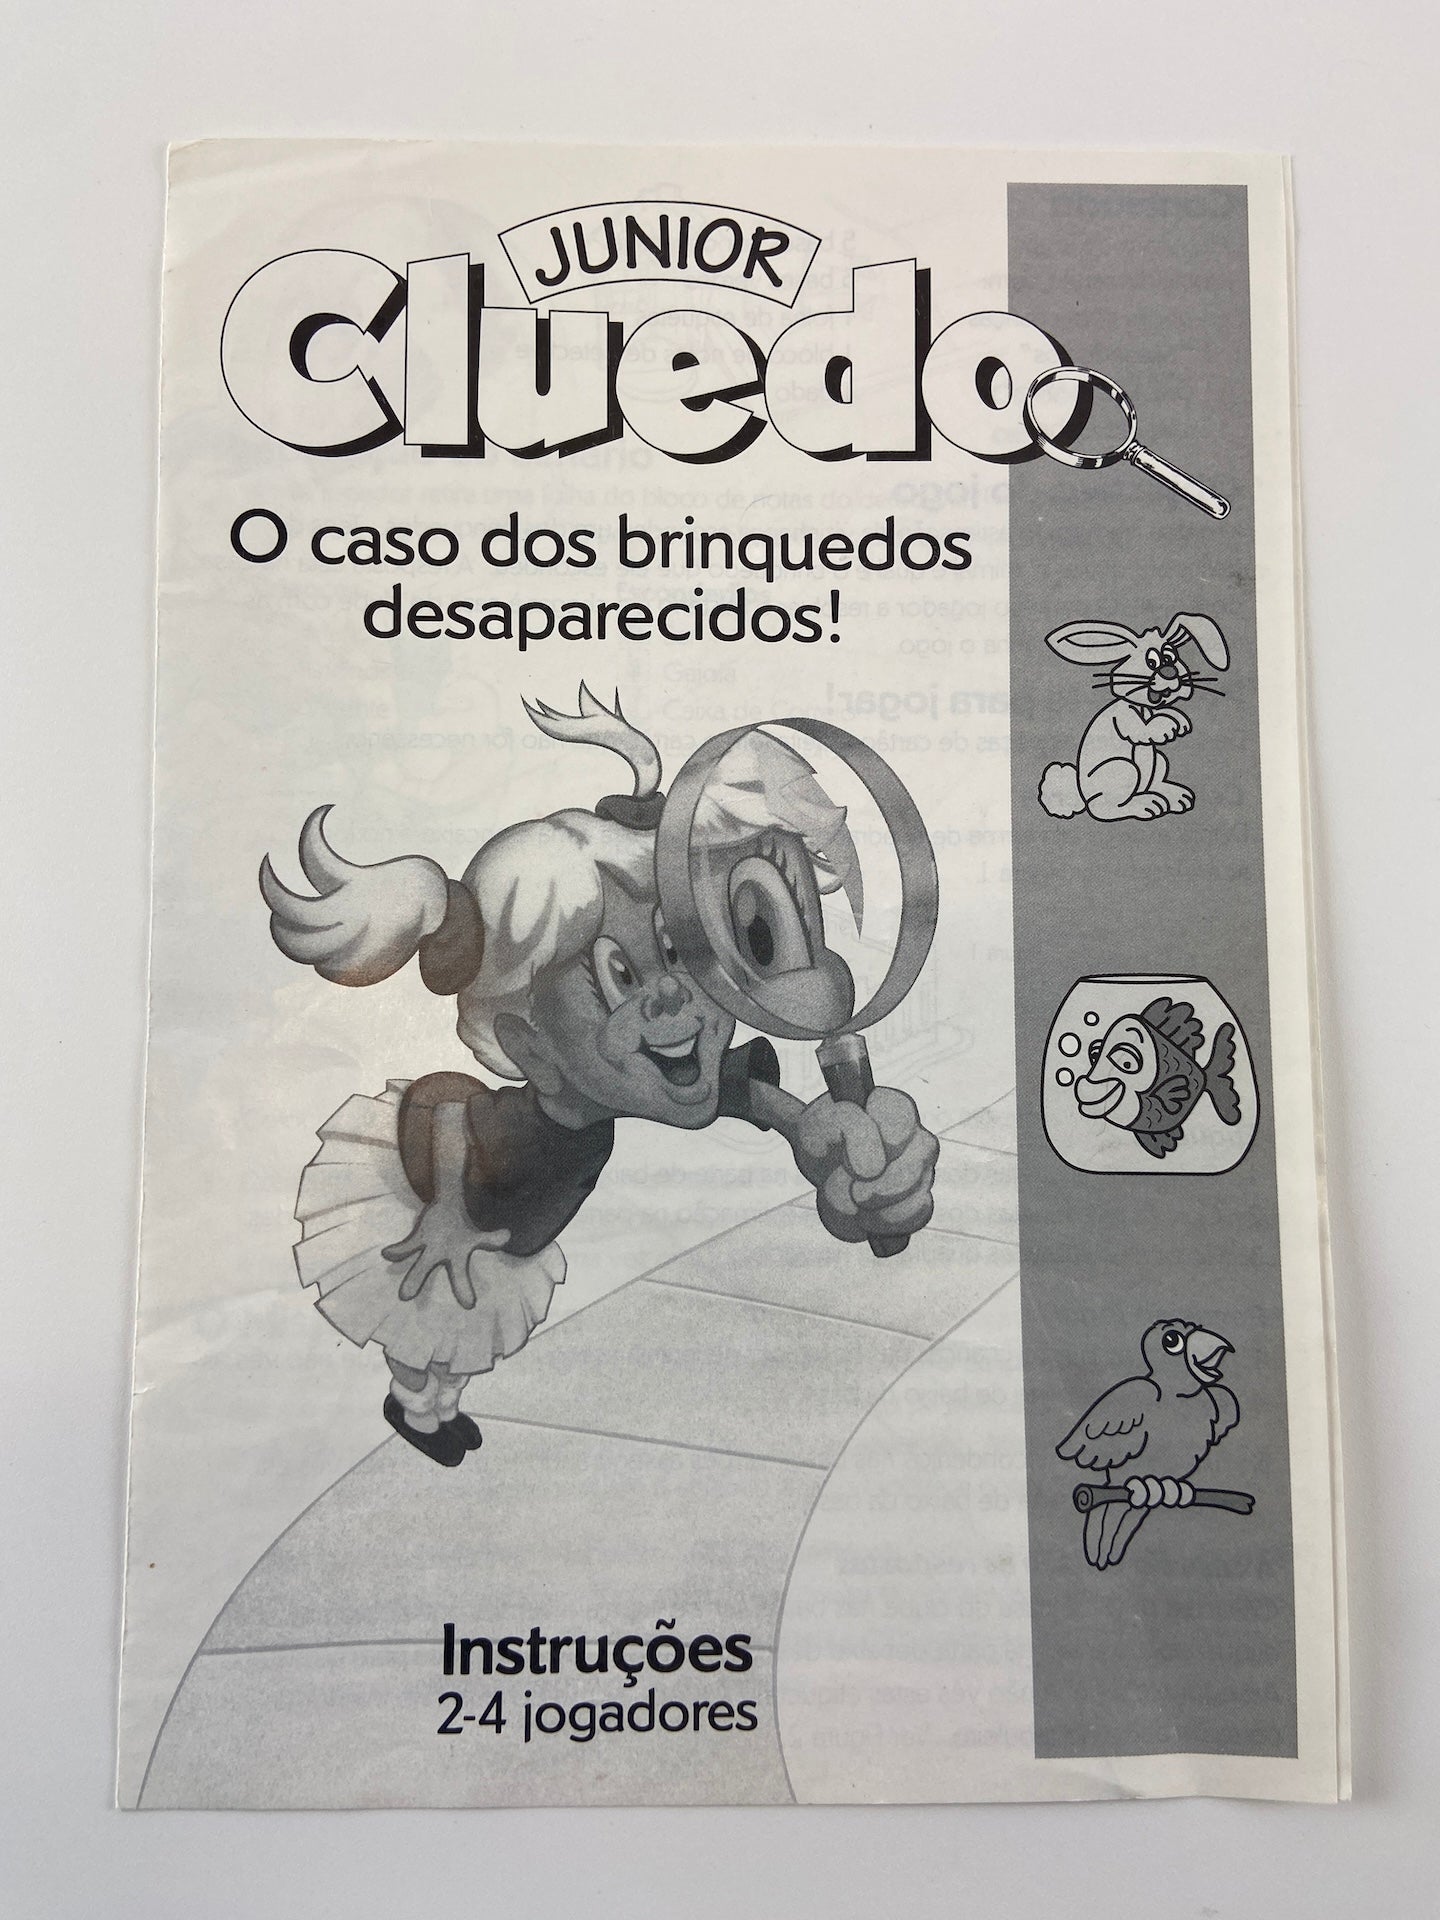 JUNIOR
Cluedo
O caso dos brinquedos
desaparecidos!
Instruções
2-4 jogadores